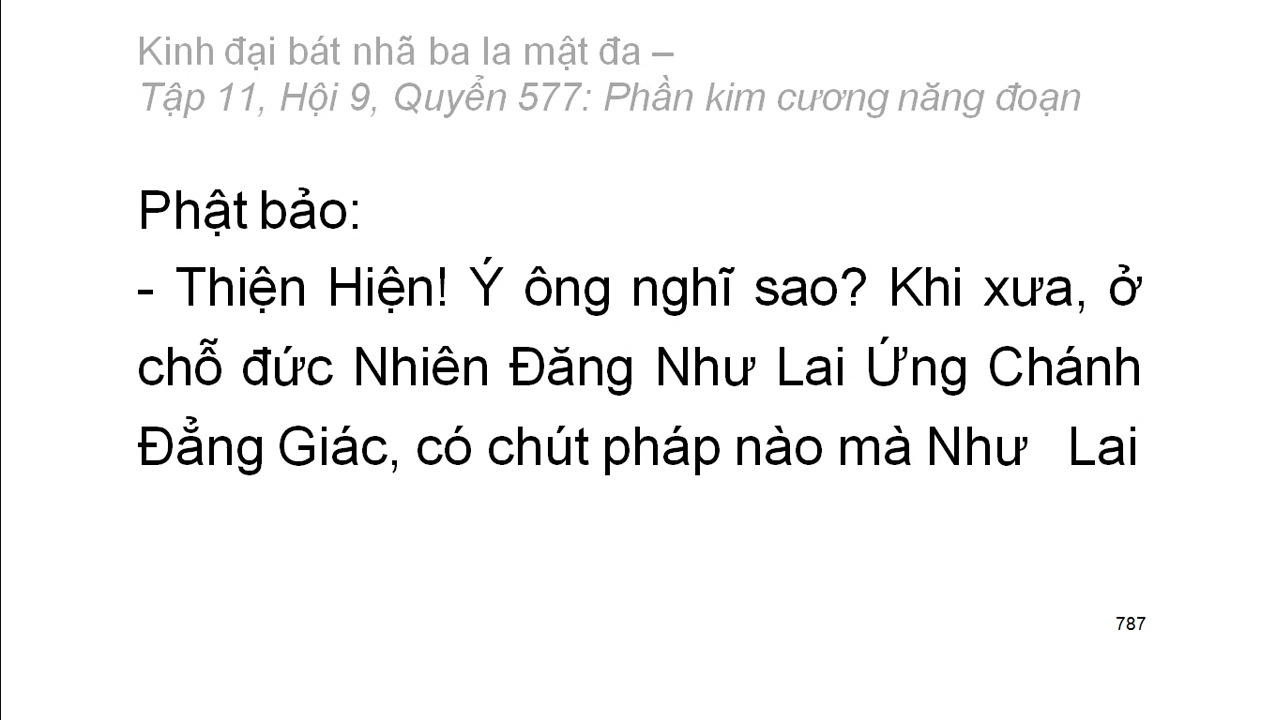 Kinh đại bát nhã ba la mật đa –
Tập 11, Hội 9, Quyển 577: Phần kim cương năng đoạn
Phật bảo:
- Thiện Hiện! Ý ông nghĩ sao? Khi xưa, ở
chỗ đức Nhiên Đăng Như Lai Ứng Chánh
Đẳng Giác, có chút pháp nào mà Như Lai
787